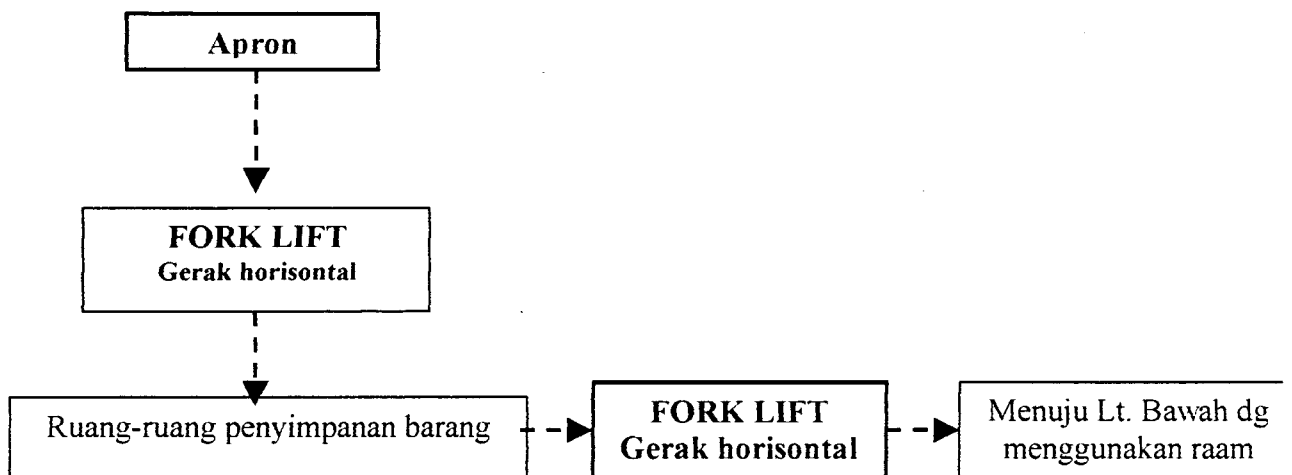 Apron
FORK LIFT
Gerak horisontal
Ruang-ruang penyimpanan barang
FORK LIFT
Gerak horisontal
Menuju Lt. Bawah dg
menggunakan raam